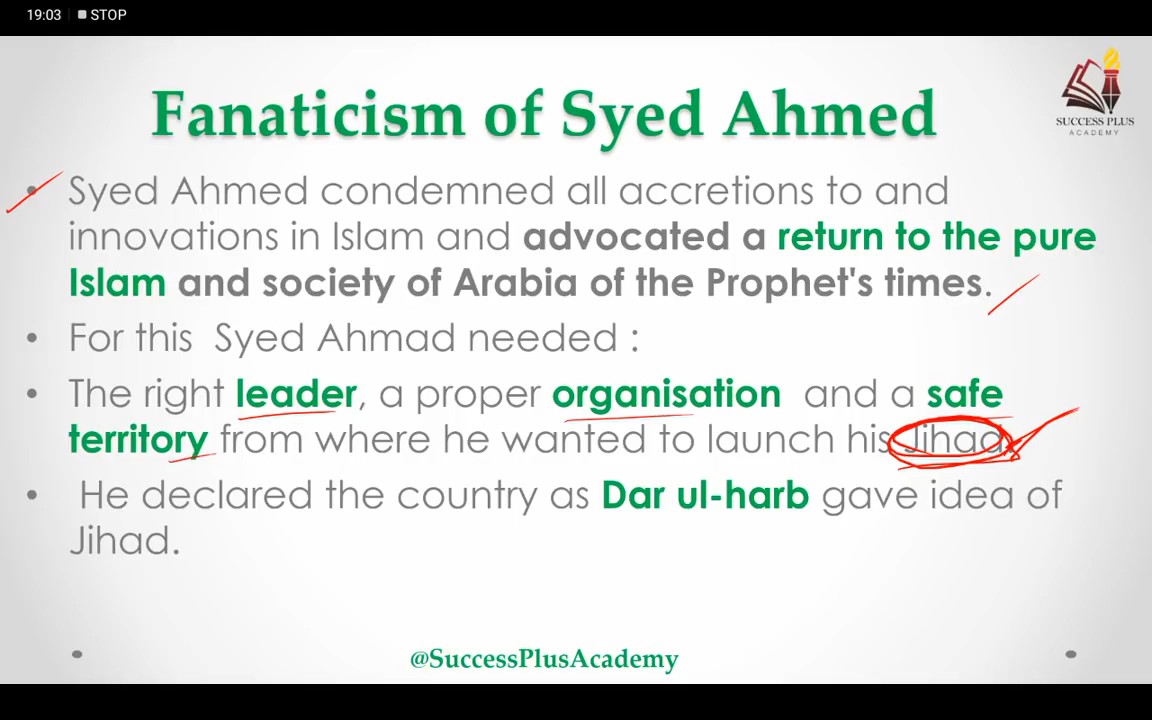 19:03 STOP
Fanaticism of Syed Ahmed
SUCCESS PLUS
ACADEMY
• Syed Ahmed condemned all accretions to and
innovations in Islam and advocated a return to the pure
Islam and society of Arabia of the Prophet's times.
• For this Syed Ahmad needed :
• The right leader, a proper organisation and a safe
territory from where he wanted to launch his Jihad.
• He declared the country as Dar ul-harb gave idea of
Jihad.
@SuccessPlusAcademy